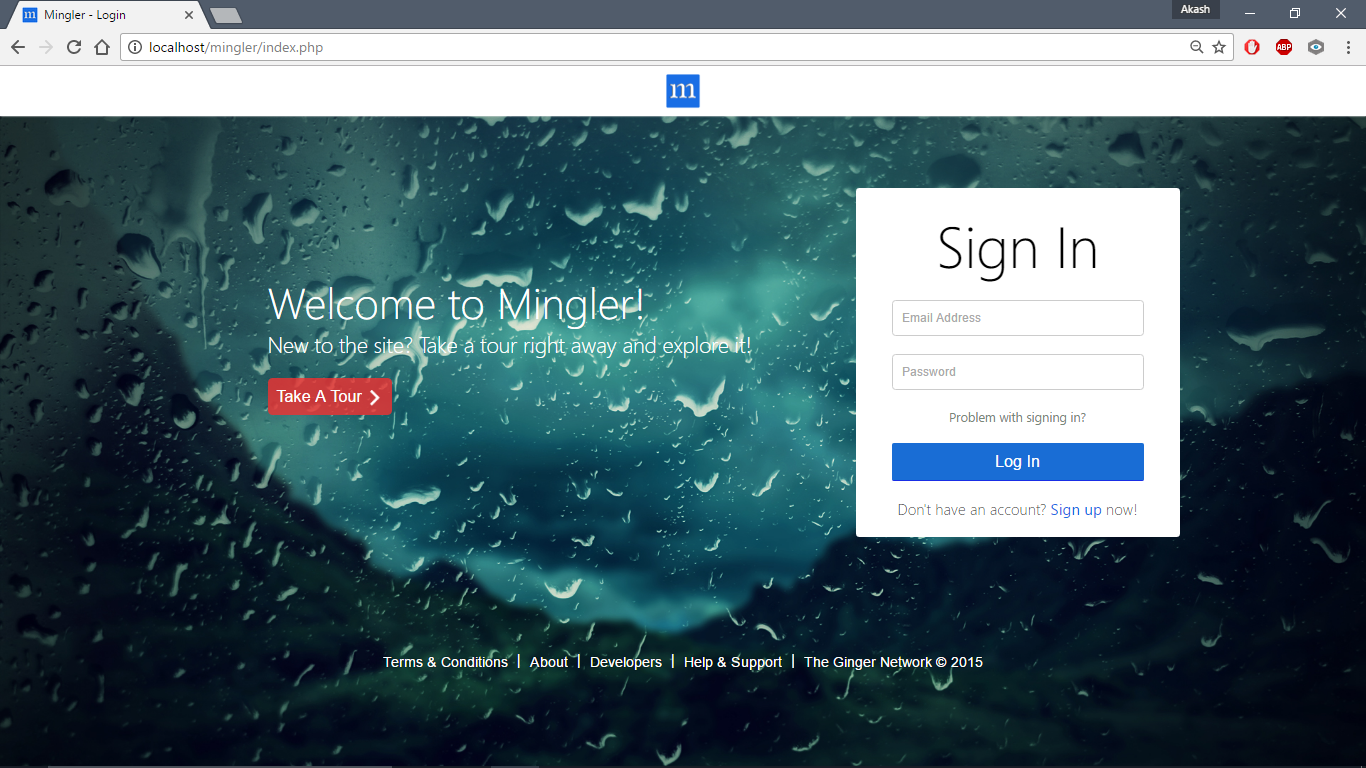 Mingler - Login
Akash
localhost/mingler/index.php
ABP
m
Welcome to Mingler!
New to the site? Take a tour right away and explore it!
Take A Tour
Sign In
Email Address
Password
Problem with signing in?
Log In
Don't have an account? Sign up now!
Terms & Conditions | About | Developers | Help & Support | The Ginger Network © 2015